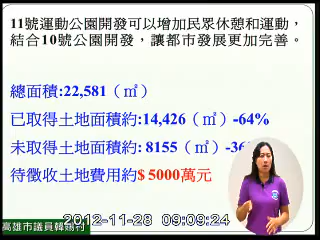 11號運動公園開發可以增加民眾休憩和運動，
結合10號公園開發，讓都市發展更加完善。
總面積:22,581（㎡）
已取得土地面積約:14,426（㎡）-64%
未取得土地面積約: 8155（㎡）-36
待徵收土地費用約$ 5000萬元
高雄市議員韓賜村
2012-11-28 09:09:24